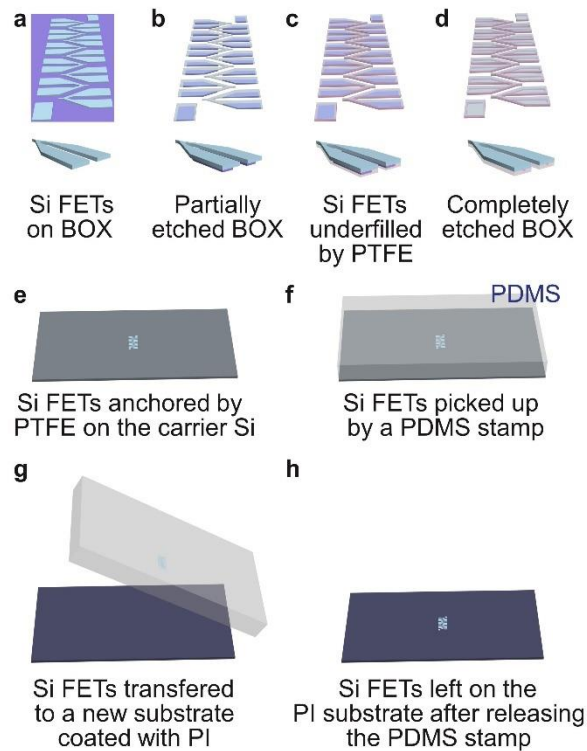 a
b
c
d
Si FETs
on BOX
Partially
etched BOX
Si FETs
underfilled
by PTFE
Completely
etched BOX
e
f
PDMS
Si FETs anchored by
PTFE on the carrier Si
Si FETs picked up
by a PDMS stamp
g
h
Si FETs transfered
to a new substrate
coated with PI
Si FETs left on the
PI substrate after releasing
the PDMS stamp